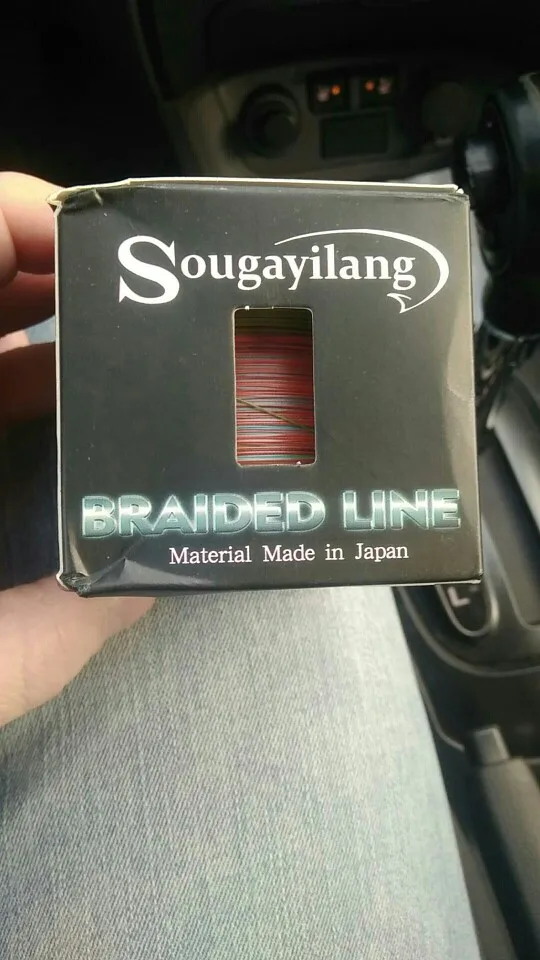 Sougayilang
BRAIDED LINE
Material Made in Japan
L